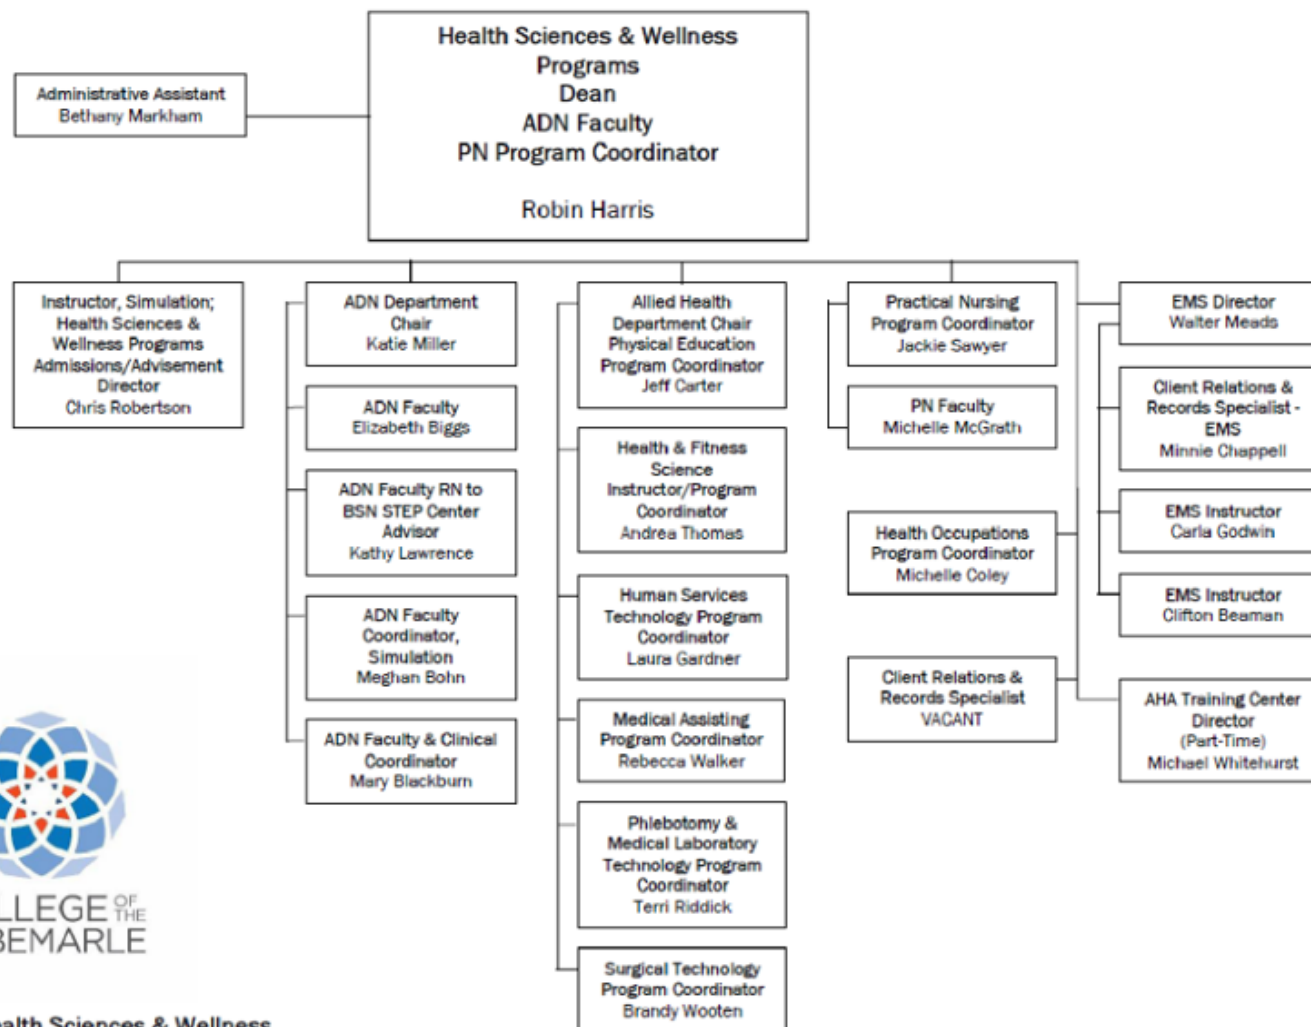 Health Sciences & Wellness
Programs
Dean
ADN Faculty
PN Program Coordinator
Robin Harris
Administrative Assistant
Bethany Markham
Instructor, Simulation;
Health Sciences &
Wellness Programs
Admissions/Advisement
Director
Chris Robertson
ADN Department
Chair
Katie Miller
ADN Faculty
Elizabeth Biggs
ADN Faculty RN to
BSN STEP Center
Advisor
Kathy Lawrence
ADN Faculty
Coordinator,
Simulation
Meghan Bohn
ADN Faculty & Clinical
Coordinator
Mary Blackburn
Allied Health
Department Chair
Physical Education
Program Coordinator
Jeff Carter
Health & Fitness
Science
Instructor/Program
Coordinator
Andrea Thomas
Human Services
Technology Program
Coordinator
Laura Gardner
Medical Assisting
Program Coordinator
Rebecca Walker
Phlebotomy &
Medical Laboratory
Technology Program
Coordinator
Terri Riddick
Surgical Technology
Program Coordinator
Brandy Wooten
Practical Nursing
Program Coordinator
Jackie Sawyer
PN Faculty
Michelle McGrath
Health Occupations
Program Coordinator
Michelle Coley
Client Relations &
Records Specialist
VACANT
EMS Director
Walter Meads
Client Relations &
Records Specialist -
EMS
Minnie Chappell
EMS Instructor
Carla Godwin
EMS Instructor
Clifton Beaman
AHA Training Center
Director
(Part-Time)
Michael Whitehurst
LLEGE OF THE
BEMARLE
ealth Sciences & Wellness